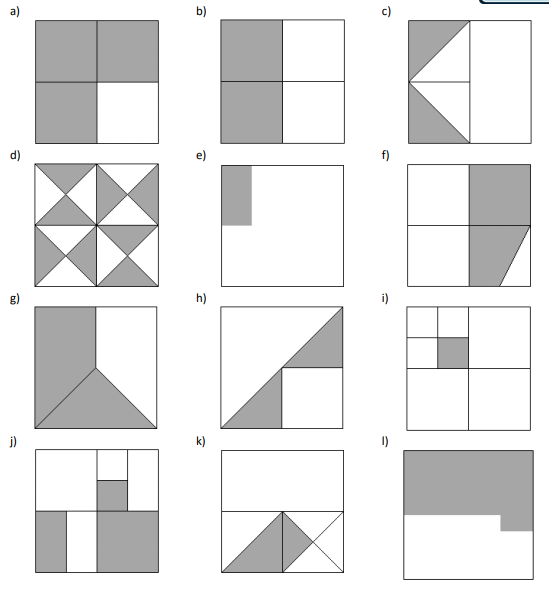 a) b) c)
d) e) f)
g) h) i)
j) k) l)